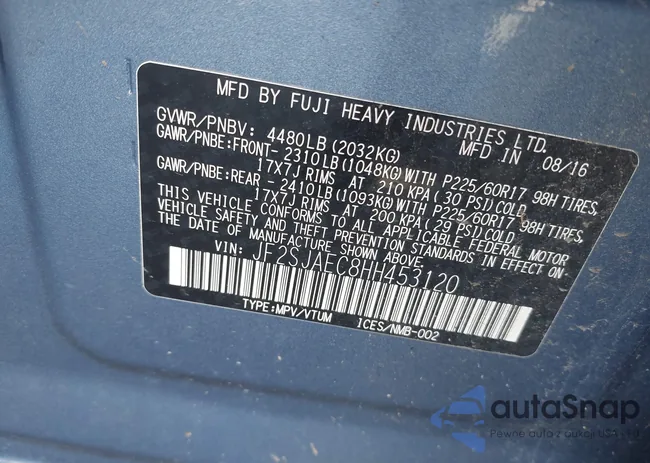 MFD BY FUJI HEAVY INDUSTRIES LTD.
MFD IN 08/16
GVWR/PNBV: 4480LB(2032KG)
GAWR/PNBE:FRONT-2310LB(1048KG)WITH P225/60R17 98H TIRES,
17X7J RIMS AT 210 KPA(30 PSI)COLD
GAWR/PNBE:REAR -2410LB(1093KG)WITH P225/60R17 98H TIRES,
17X7J RIMS AT 200 KPA(29 PSI)COLD
THIS VEHICLE CONFORMS TO ALL APPLICABLE FEDERAL MOTOR
VEHICLE SAFETY AND THEFT PREVENTION STANDARDS IN EFFECT
ON THE DATE OF MANUFACTURE SHOWN ABOVE.
VIN: JF2SJAEC8HH453120
TYPE:MPV/VTUM ICES/NMB-002
autaSnap
Pewne auto z aukcji